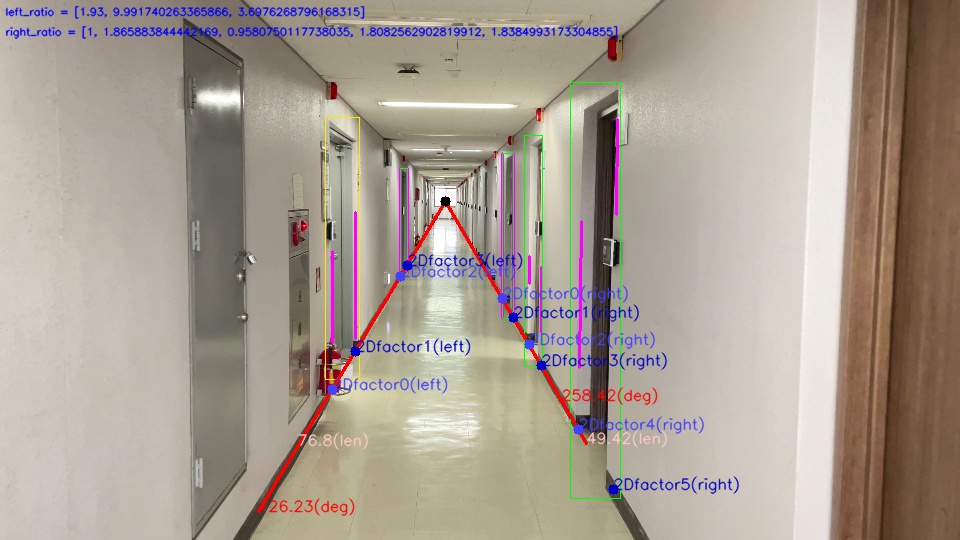 left_ratio = [1.93, 9.991740263365866, 3.6976268796168315]
right_ratio = [1, 1.865883844442169, 0.9580750117738035, 1.8082562902819912, 1.8384993173304855]
2Dfactor3(left)
2Dfactor2(left)
2Dfactor0(right)
2Dfactor1(right)
2Dfactor2(right)
2Dfactor1(left)
2Dfactor3(right)
2Dfactor0(left)
258.42(deg)
2Dfactor4(right)
76.8(len)
49.42(len)
2Dfactor5(right)
26.23(deg)